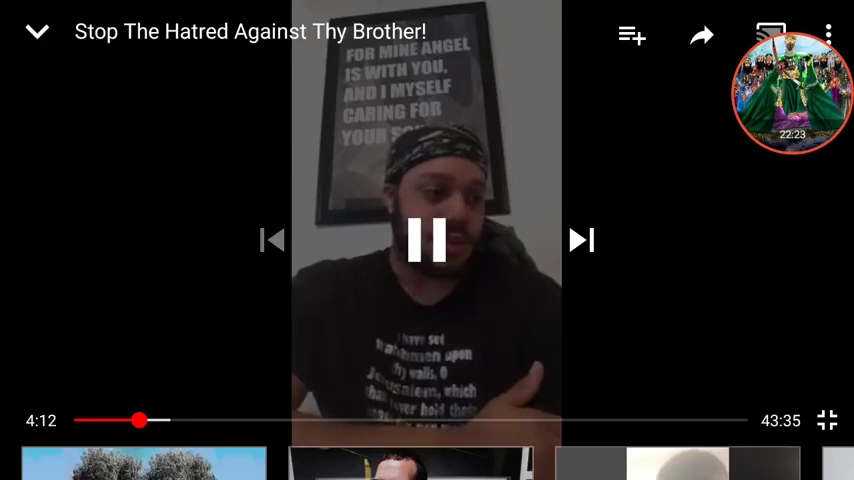 Stop The Hatred Against Thy Brother!
FOR MINE ANGEL
IS WITH YOU,
AND I MYSELF
CARING FOR
YOUR
22:23
I have set
watchmen upon
thy walls, O
Jerusalem, which
shall never hold their
4:12
43:35